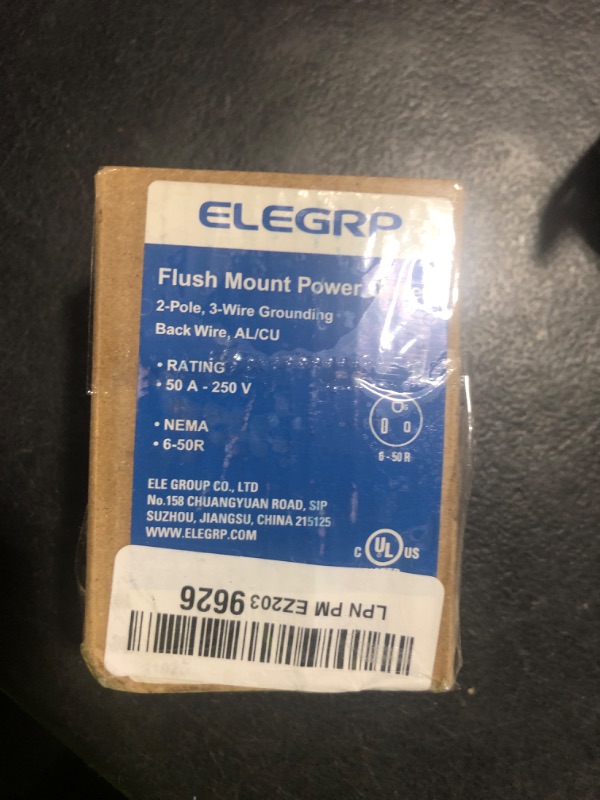 ELEGRP
Flush Mount Power
2-Pole, 3-Wire Grounding
Back Wire, AL/CU
• RATING
• 50 A - 250 V
• NEMA
• 6-50R
6 - 50 R
ELE GROUP CO., LTD
No.158 CHUANGYUAN ROAD, SIP
SUZHOU, JIANGSU, CHINA 215125
WWW.ELEGRP.COM
C UL US
LPN PM EZ203 9626